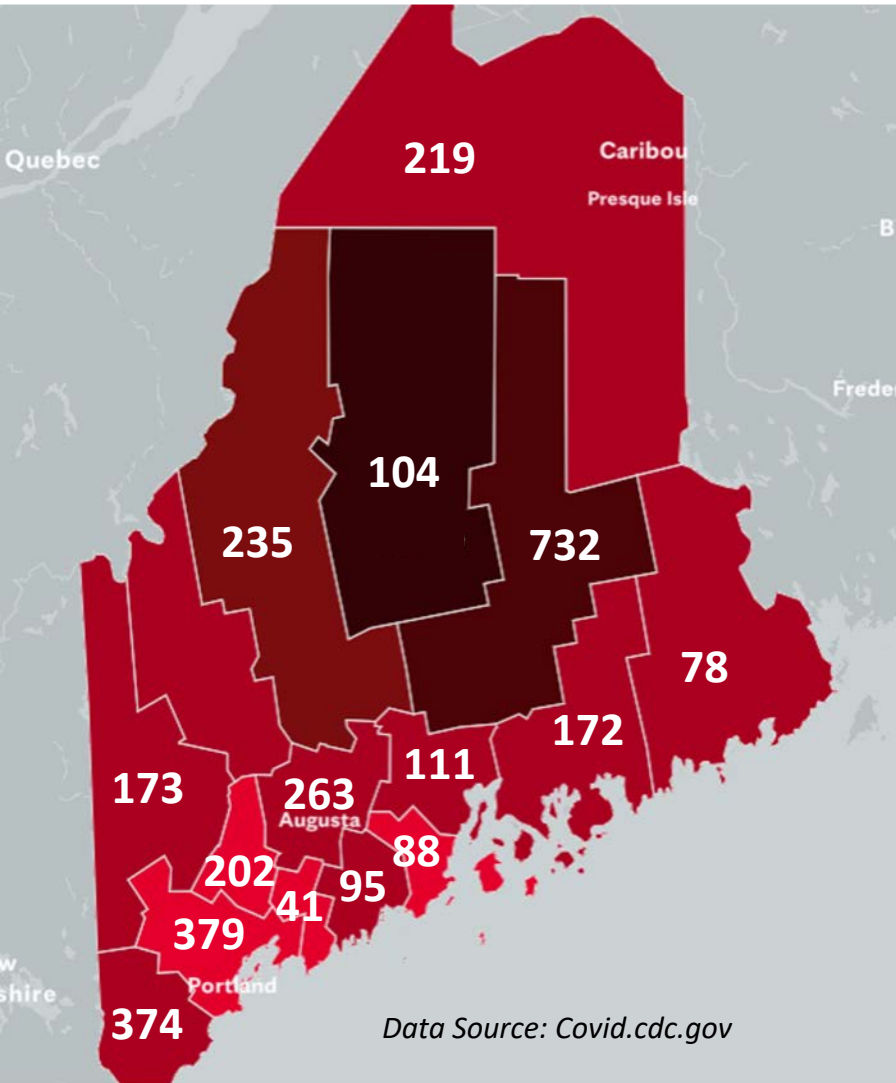 219
Caribou
Quebec
Presque Isle
B
Frede
104
235
732
78
172
111
173
263
Augusta
88
202
95
41
379
w
shire
Portland
374
Data Source: Covid.cdc.gov